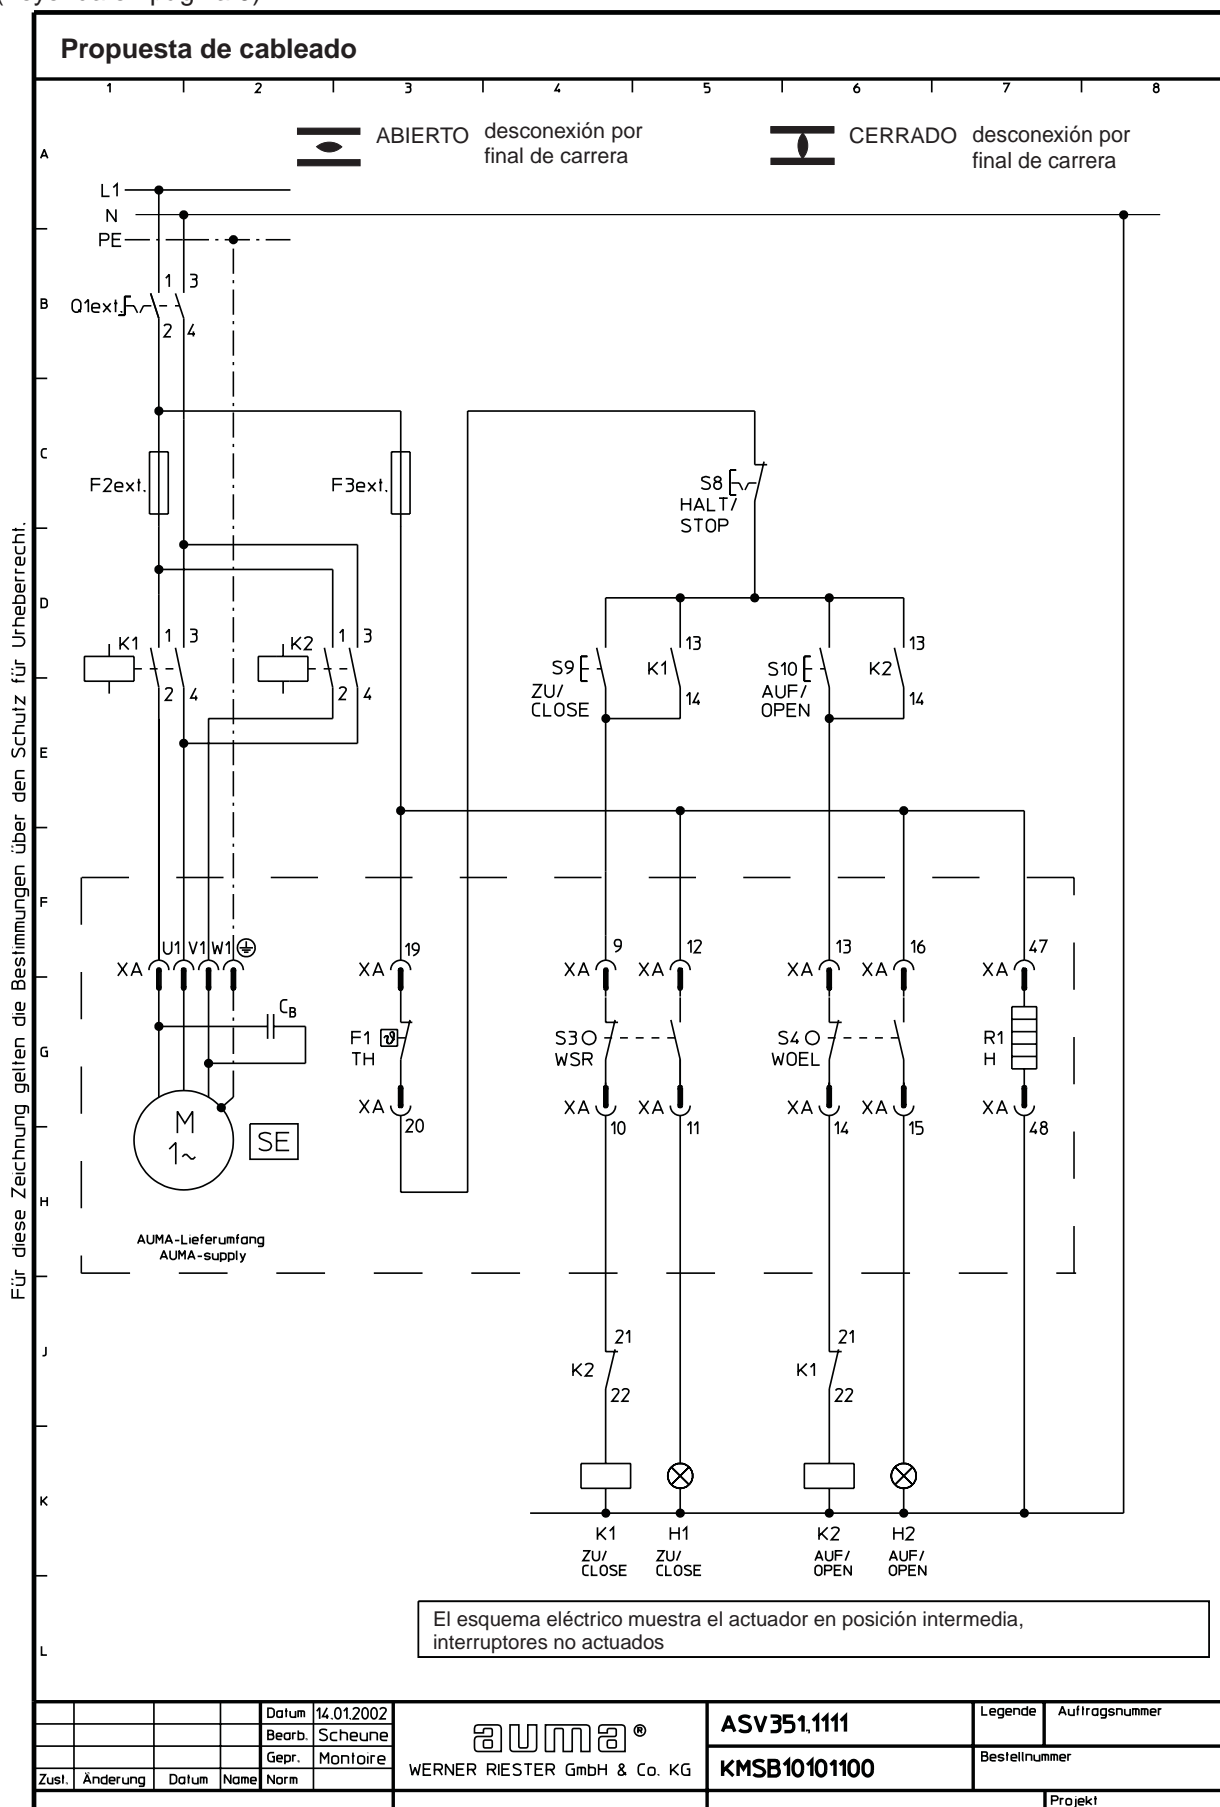 Propuesta de cableado
1 2 3 4 5 6 7 8
ABIERTO desconexión por
final de carrera
CERRADO desconexión por
final de carrera
A
L1
N
PE
1 3
B
Q1ext.
2 4
C
F2ext.
F3ext.
S8
HALT/
STOP
D
K1 1 3
K2 1 3
13
13
S9
K1
S10
K2
2 4
2 4
ZU/
CLOSE
14
AUF/
OPEN
14
E
F
U1 V1 W1
19
9
12
13
16
47
XA
XA
XA
XA
XA
XA
XA
CB
G
F1
TH
S3
WSR
S4
WOEL
R1
H
XA
XA
XA
XA
XA
XA
20
10
11
14
15
48
M
1~
SE
H
AUMA-Lieferumfang
AUMA-supply
J
21
K2
22
21
K1
22
K
K1
ZU/
CLOSE
H1
ZU/
CLOSE
K2
AUF/
OPEN
H2
AUF/
OPEN
El esquema eléctrico muestra el actuador en posición intermedia,
interruptores no actuados
L
Für diese Zeichnung gelten die Bestimmungen über den Schutz für Urheberrecht.
Datum 14.01.2002
Bearb. Scheune
Gepr. Montoire
Zust. Änderung Datum Name Norm
auma®
WERNER RIESTER GmbH & Co. KG
ASV351.1111
KMSB10101100
Legende Auftragsnummer
Bestellnummer
Projekt